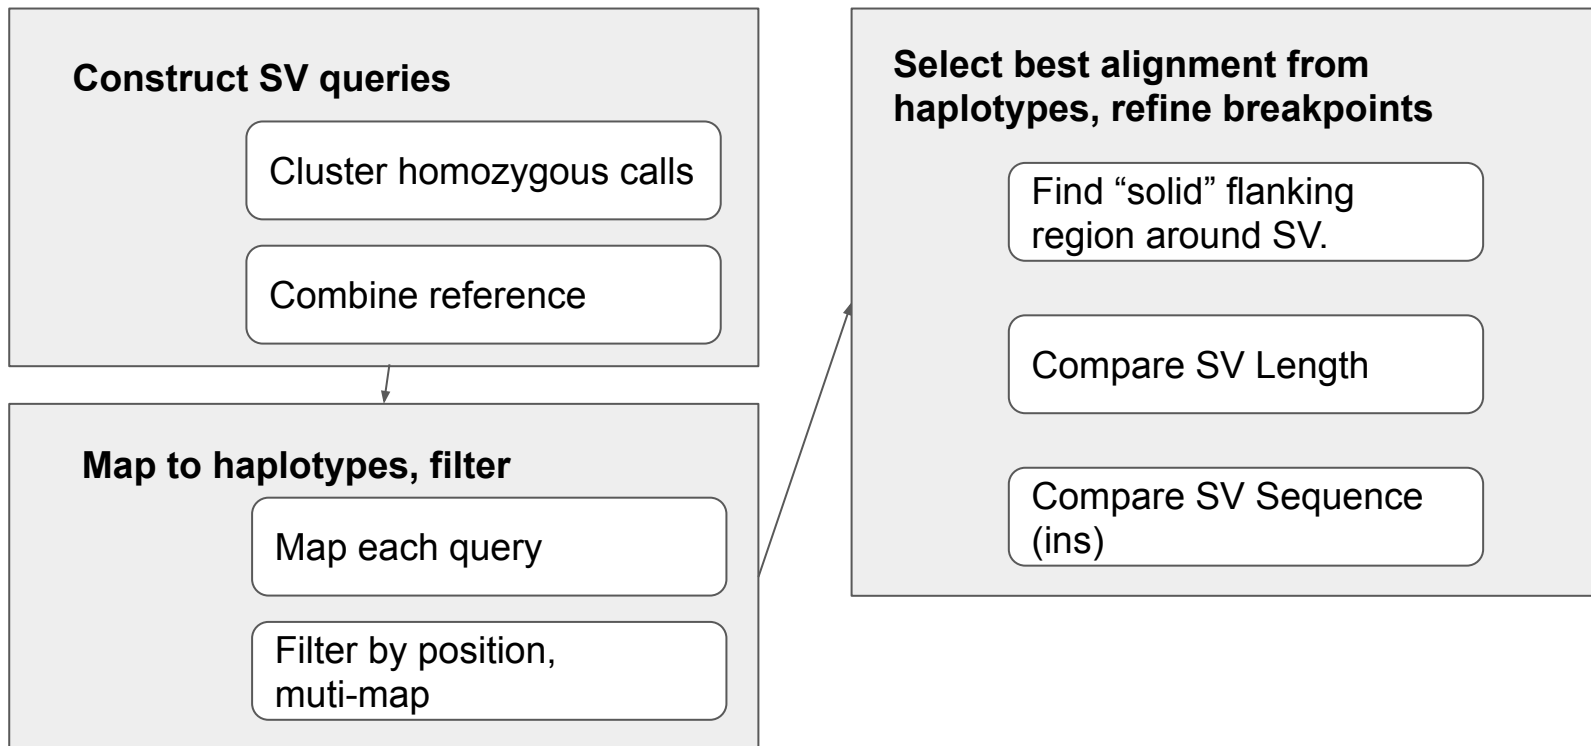 Construct SV queries
Cluster homozygous calls
Combine reference
Map to haplotypes, filter
Map each query
Filter by position,
muti-map
Select best alignment from
haplotypes, refine breakpoints
Find “solid” flanking
region around SV.
Compare SV Length
Compare SV Sequence
(ins)